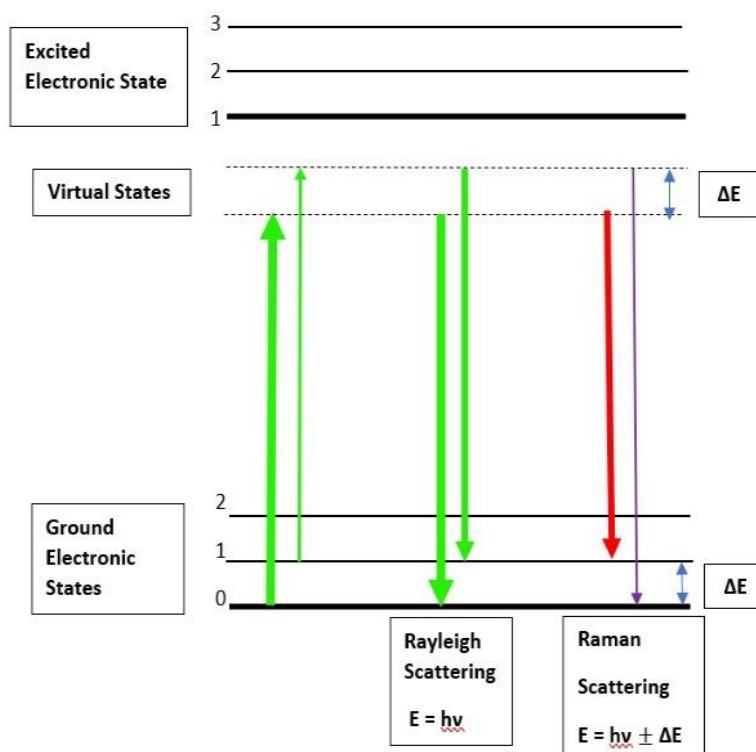 3
Excited
Electronic State
2
1
Virtual States
ΔE
2
Ground
Electronic
States
1
0
ΔE
Rayleigh
Scattering
E = hν
Raman
Scattering
E = hν ± ΔE